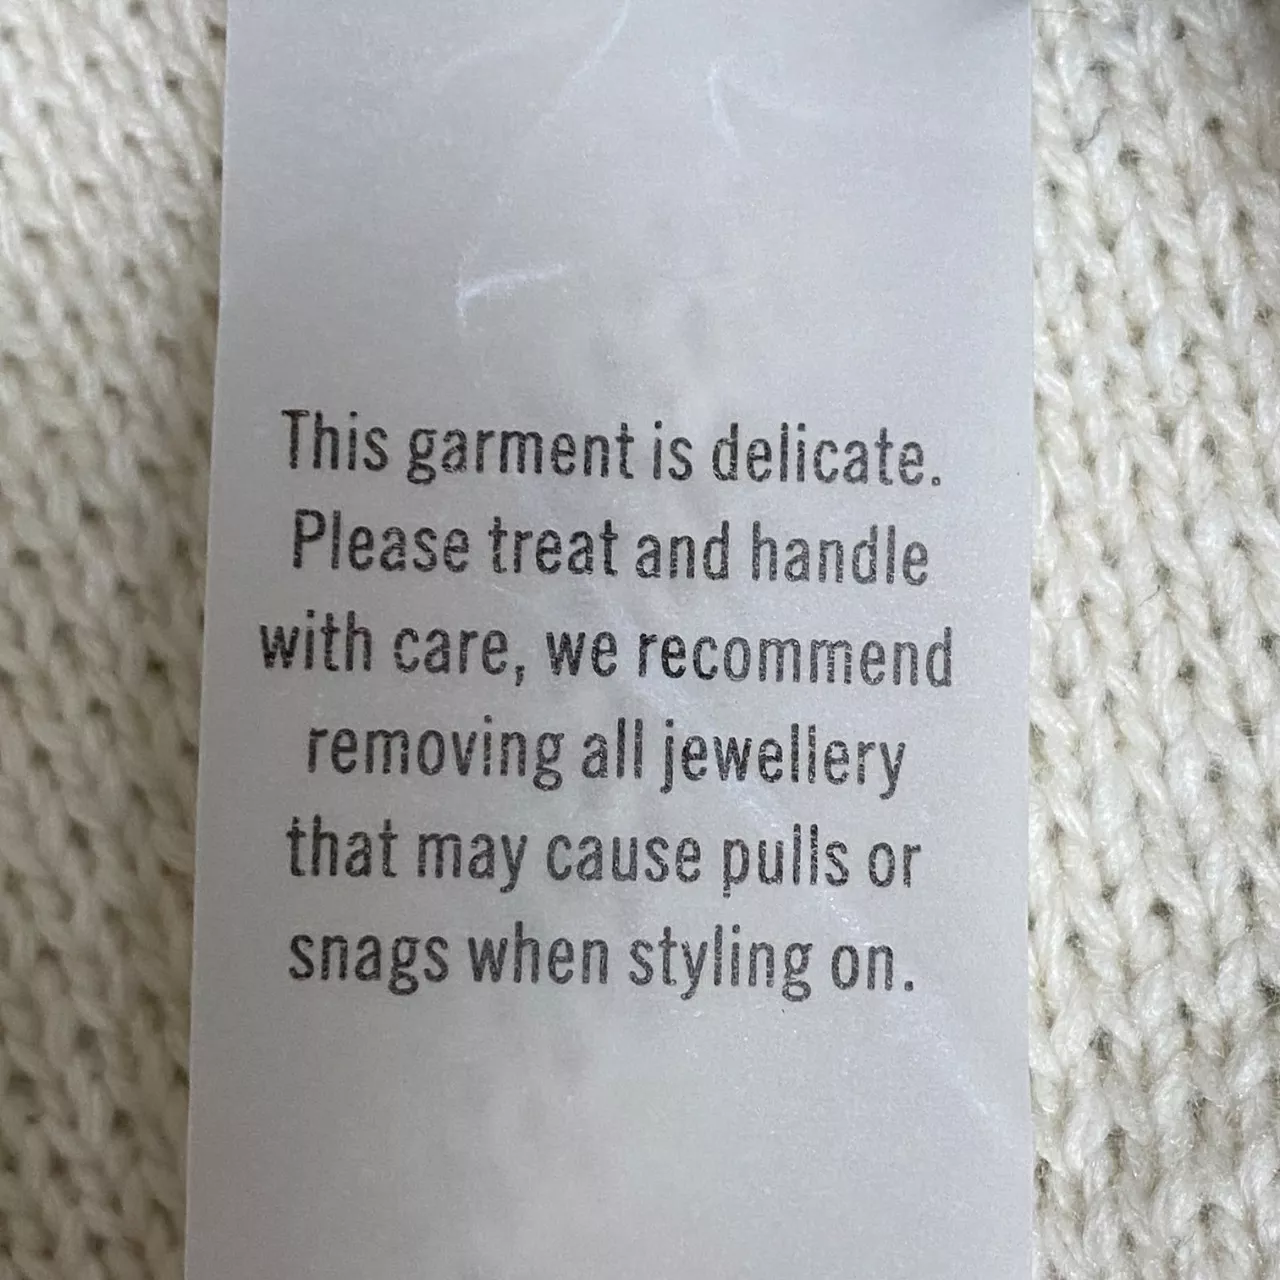 This garment is delicate.
Please treat and handle
with care, we recommend
removing all jewellery
that may cause pulls or
snags when styling on.